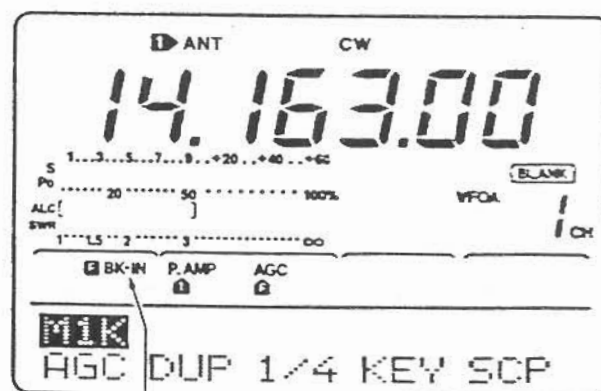 1 ANT CW
14.163.00
S 1...3...5...7...9...+20...+40...+60
Po 20 50 100%
BLANK
VFOA 1 CH
ALC
SWR 1 1.5 2 3 ∞
F BK-IN P.AMP 1 AGC F
M1K
AGC DUP 1/4 KEY SCP